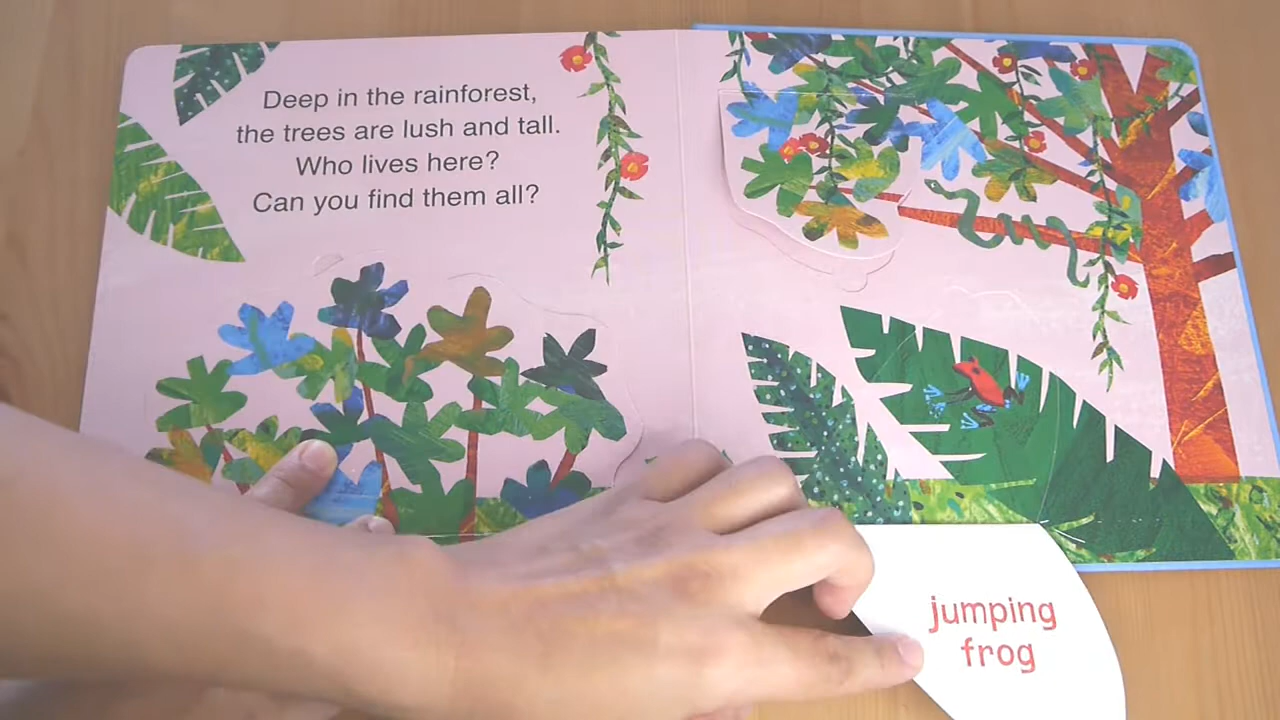 Deep in the rainforest,
the trees are lush and tall.
Who lives here?
Can you find them all?
jumping
frog